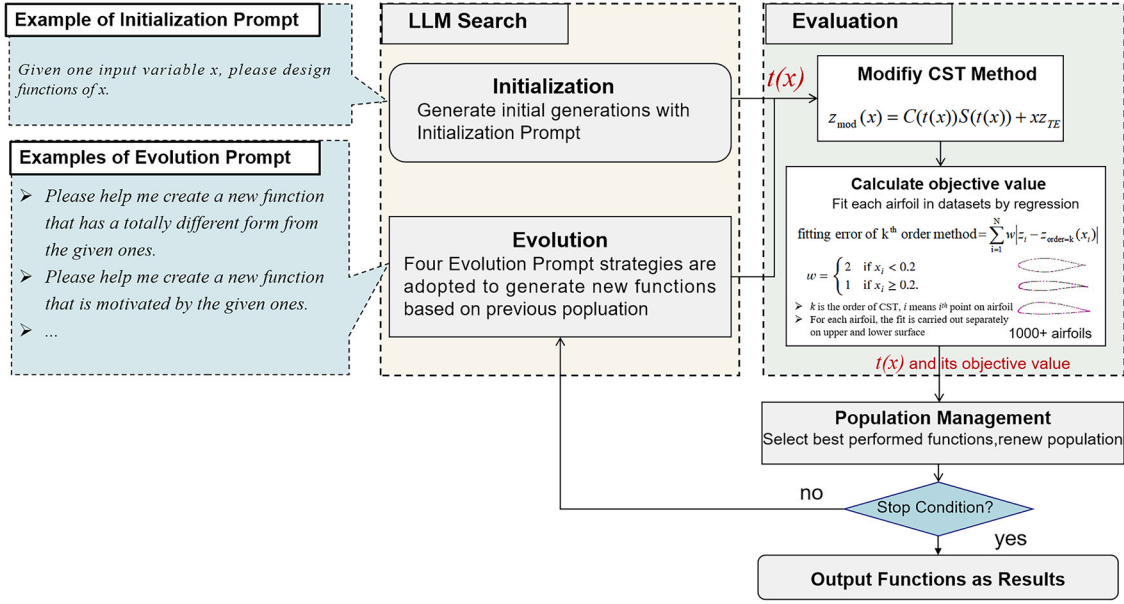 Example of Initialization Prompt
Given one input variable x, please design
functions of x.
Examples of Evolution Prompt
➢ Please help me create a new function
that has a totally different form from
the given ones.
➢ Please help me create a new function
that is motivated by the given ones.
➢ ...
LLM Search
Initialization
Generate initial generations with
Initialization Prompt
Evolution
Four Evolution Prompt strategies are
adopted to generate new functions
based on previous popluation
t(x)
Evaluation
Modifiy CST Method
z_mod(x) = C(t(x))S(t(x)) + xz_TE
Calculate objective value
Fit each airfoil in datasets by regression
fitting error of k^th order method = ∑_{i=1}^{N} w|z_i − z_{order=k}(x_i)|
w = { 2 if x_i < 0.2
1 if x_i ≥ 0.2.
➢ k is the order of CST, i means i^th point on airfoil
➢ For each airfoil, the fit is carried out separately
on upper and lower surface
1000+ airfoils
t(x) and its objective value
Population Management
Select best performed functions,renew population
Stop Condition?
no
yes
Output Functions as Results